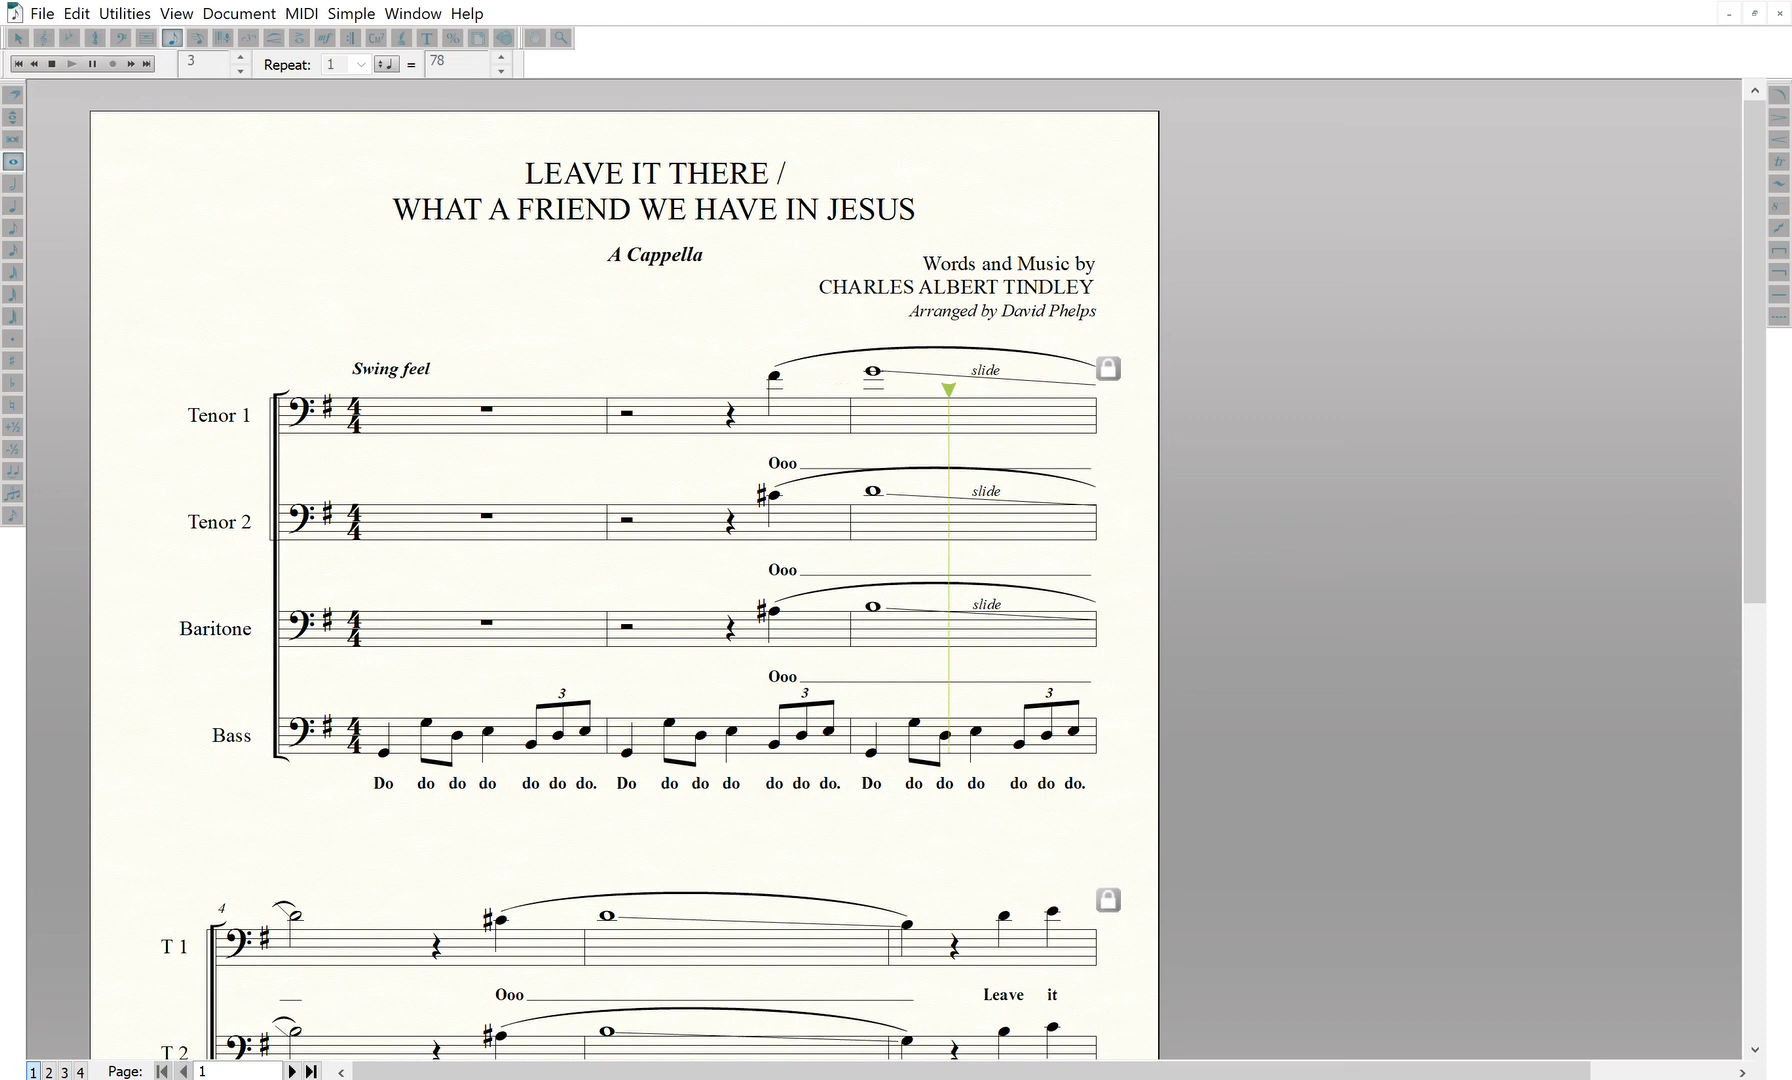 File Edit Utilities View Document MIDI Simple Window Help
3 Repeat: 1 = 78
LEAVE IT THERE /
WHAT A FRIEND WE HAVE IN JESUS
A Cappella
Words and Music by
CHARLES ALBERT TINDLEY
Arranged by David Phelps
Swing feel
slide
Tenor 1
Ooo
slide
Tenor 2
Ooo
slide
Baritone
Ooo
3 3 3
Bass
Do do do do do do do. Do do do do do do do. Do do do do do do do.
4
T 1
Ooo Leave it
T 2
1 2 3 4 Page: 1